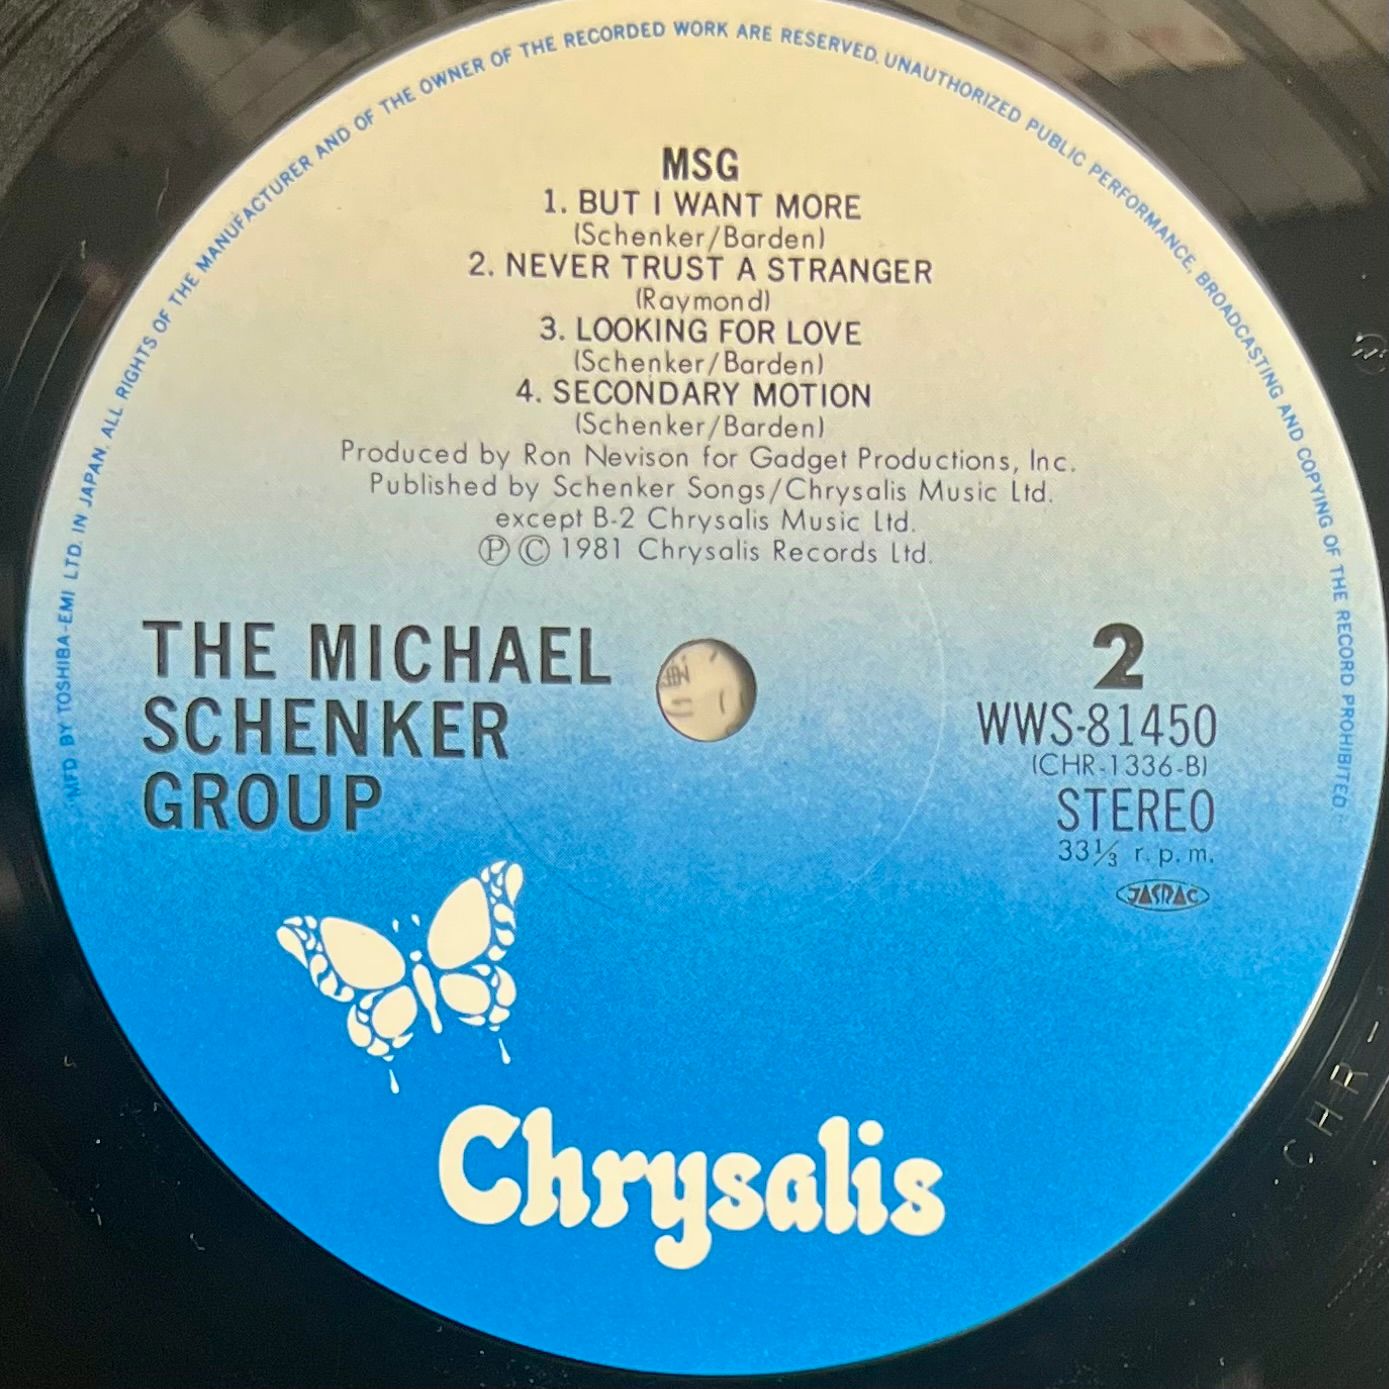 MFD BY TOSHIBA-EMI LTD. IN JAPAN. ALL RIGHTS OF THE MANUFACTURER AND OF THE OWNER OF THE RECORDED WORK ARE RESERVED. UNAUTHORIZED PUBLIC PERFORMANCE, BROADCASTING AND COPYING OF THE RECORD PROHIBITED.
MSG
1. BUT I WANT MORE
(Schenker/Barden)
2. NEVER TRUST A STRANGER
(Raymond)
3. LOOKING FOR LOVE
(Schenker/Barden)
4. SECONDARY MOTION
(Schenker/Barden)
Produced by Ron Nevison for Gadget Productions, Inc.
Published by Schenker Songs/Chrysalis Music Ltd.
except B-2 Chrysalis Music Ltd.
Ⓟ Ⓒ 1981 Chrysalis Records Ltd.
THE MICHAEL
SCHENKER
GROUP
2
WWS-81450
(CHR-1336-B)
STEREO
33⅓ r.p.m.
JASRAC
Chrysalis
CHR-